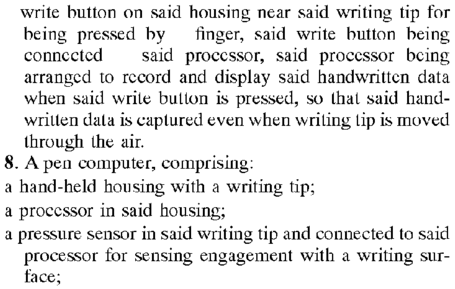 write button on said housing near said writing tip for
being pressed by finger, said write button being
connected said processor, said processor being
arranged to record and display said handwritten data
when said write button is pressed, so that said hand-
written data is captured even when writing tip is moved
through the air.
8. A pen computer, comprising:
a hand-held housing with a writing tip;
a processor in said housing;
a pressure sensor in said writing tip and connected to said
processor for sensing engagement with a writing sur-
face;